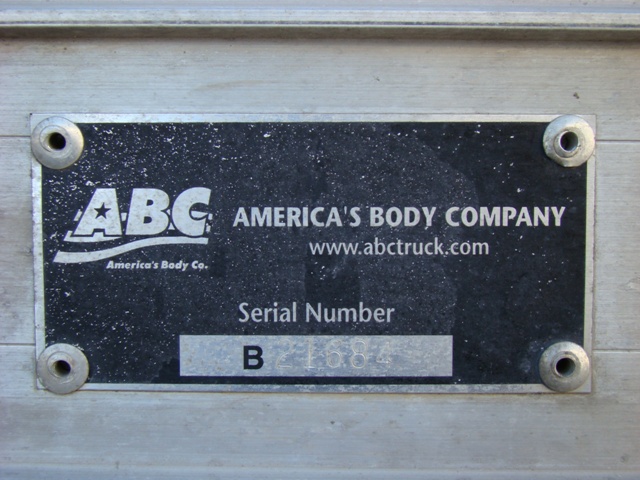 ABC
America's Body Co.
AMERICA'S BODY COMPANY
www.abctruck.com
Serial Number
B 21684